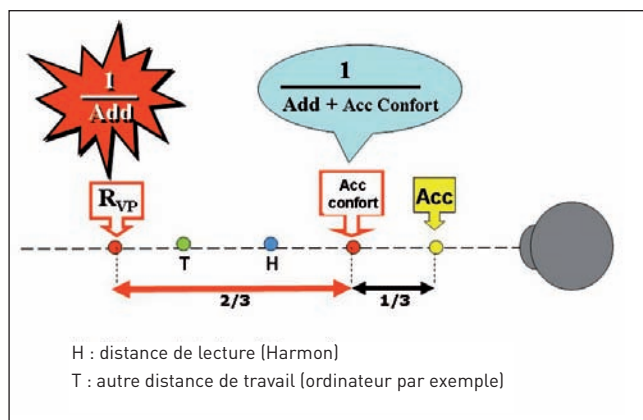 1
Add
1
Add + Acc Confort
R VP
Acc
confort
Acc
T
H
2/3
1/3
H : distance de lecture (Harmon)
T : autre distance de travail (ordinateur par exemple)